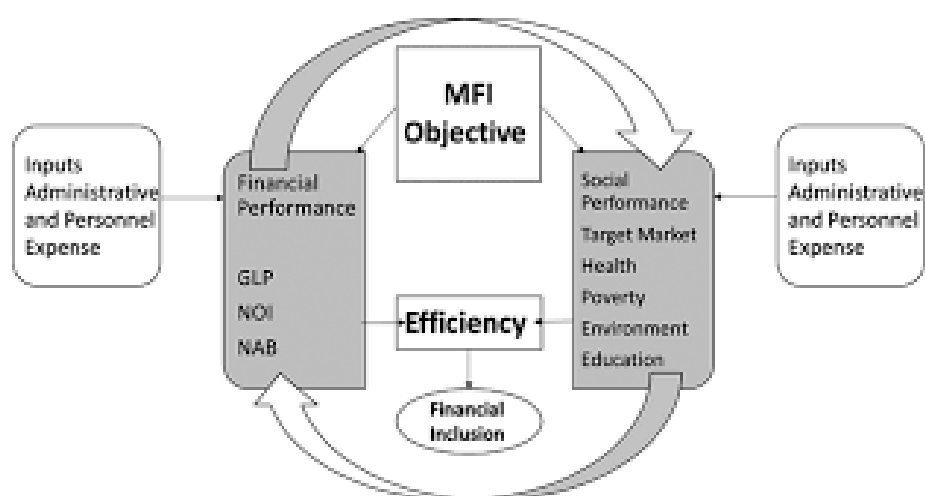 MFI
Objective
Inputs
Administrative
and Personnel
Expense
Financial
Performance
GLP
NOI
NAB
Efficiency
Financial
Inclusion
Social
Performance
Target Market
Health
Poverty
Environment
Education
Inputs
Administrative
and Personnel
Expense